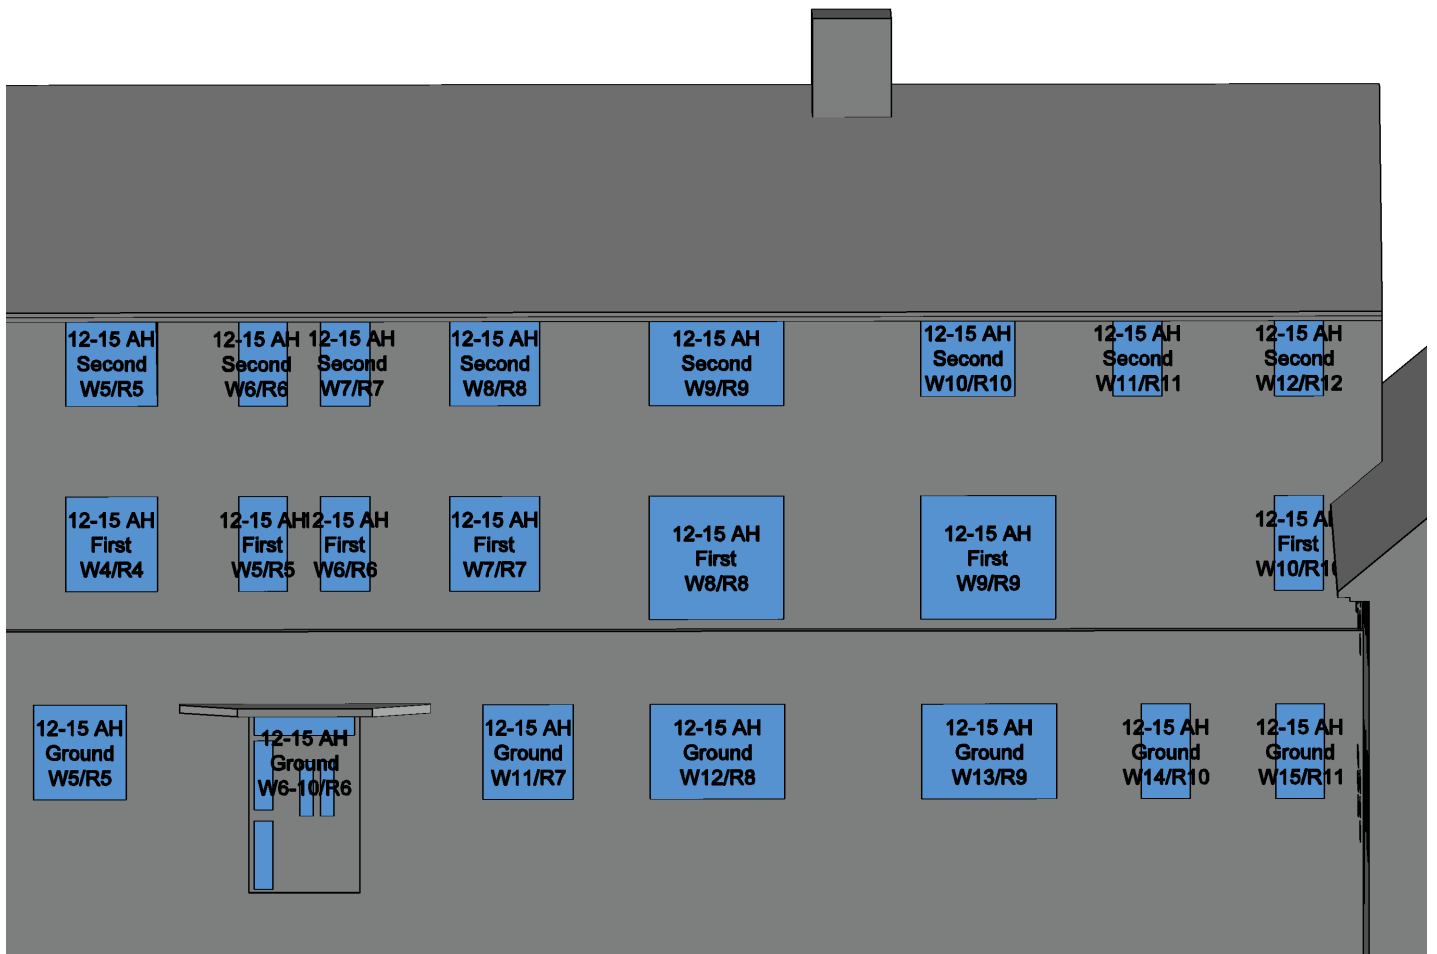 12-15 AH
Second
W5/R5
12-15 AH
Second
W6/R6
12-15 AH
Second
W7/R7
12-15 AH
Second
W8/R8
12-15 AH
Second
W9/R9
12-15 AH
Second
W10/R10
12-15 AH
Second
W11/R11
12-15 AH
Second
W12/R12
12-15 AH
First
W4/R4
12-15 AH
First
W5/R5
12-15 AH
First
W6/R6
12-15 AH
First
W7/R7
12-15 AH
First
W8/R8
12-15 AH
First
W9/R9
12-15 AH
First
W10/R10
12-15 AH
Ground
W5/R5
12-15 AH
Ground
W6-10/R6
12-15 AH
Ground
W11/R7
12-15 AH
Ground
W12/R8
12-15 AH
Ground
W13/R9
12-15 AH
Ground
W14/R10
12-15 AH
Ground
W15/R11